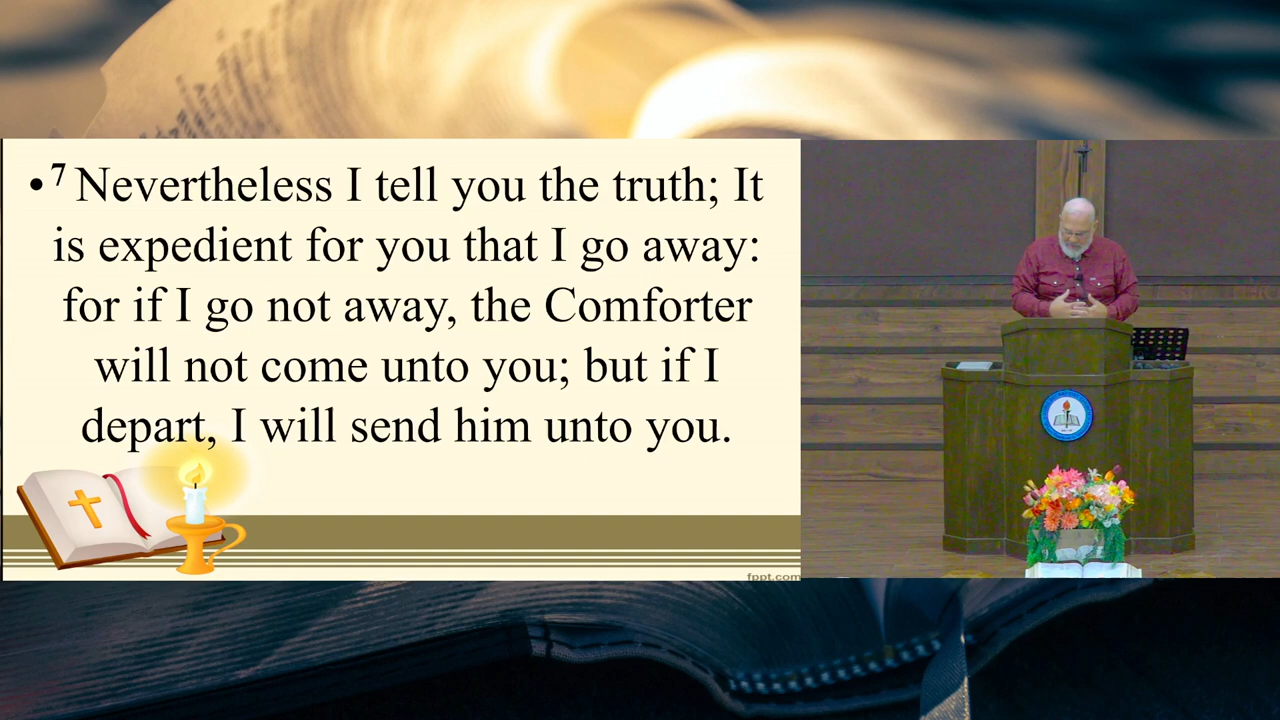 • 7 Nevertheless I tell you the truth; It
is expedient for you that I go away:
for if I go not away, the Comforter
will not come unto you; but if I
depart, I will send him unto you.
fppt.com